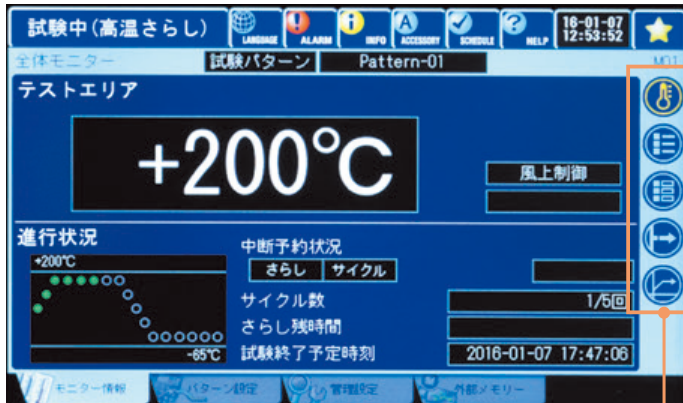 試験中(高温さらし) LANGUAGE ALARM INFO ACCESSORY SCHEDULE HELP 16-01-07 12:53:52
全体モニター 試験パターン Pattern-01 M01
テストエリア
+200℃
風上制御
進行状況
中断予約状況
+200℃
さらし サイクル
サイクル数 1/5回
さらし残時間
-65℃
試験終了予定時刻 2016-01-07 17:47:06
モニター情報 パターン設定 管理設定 外部メモリー